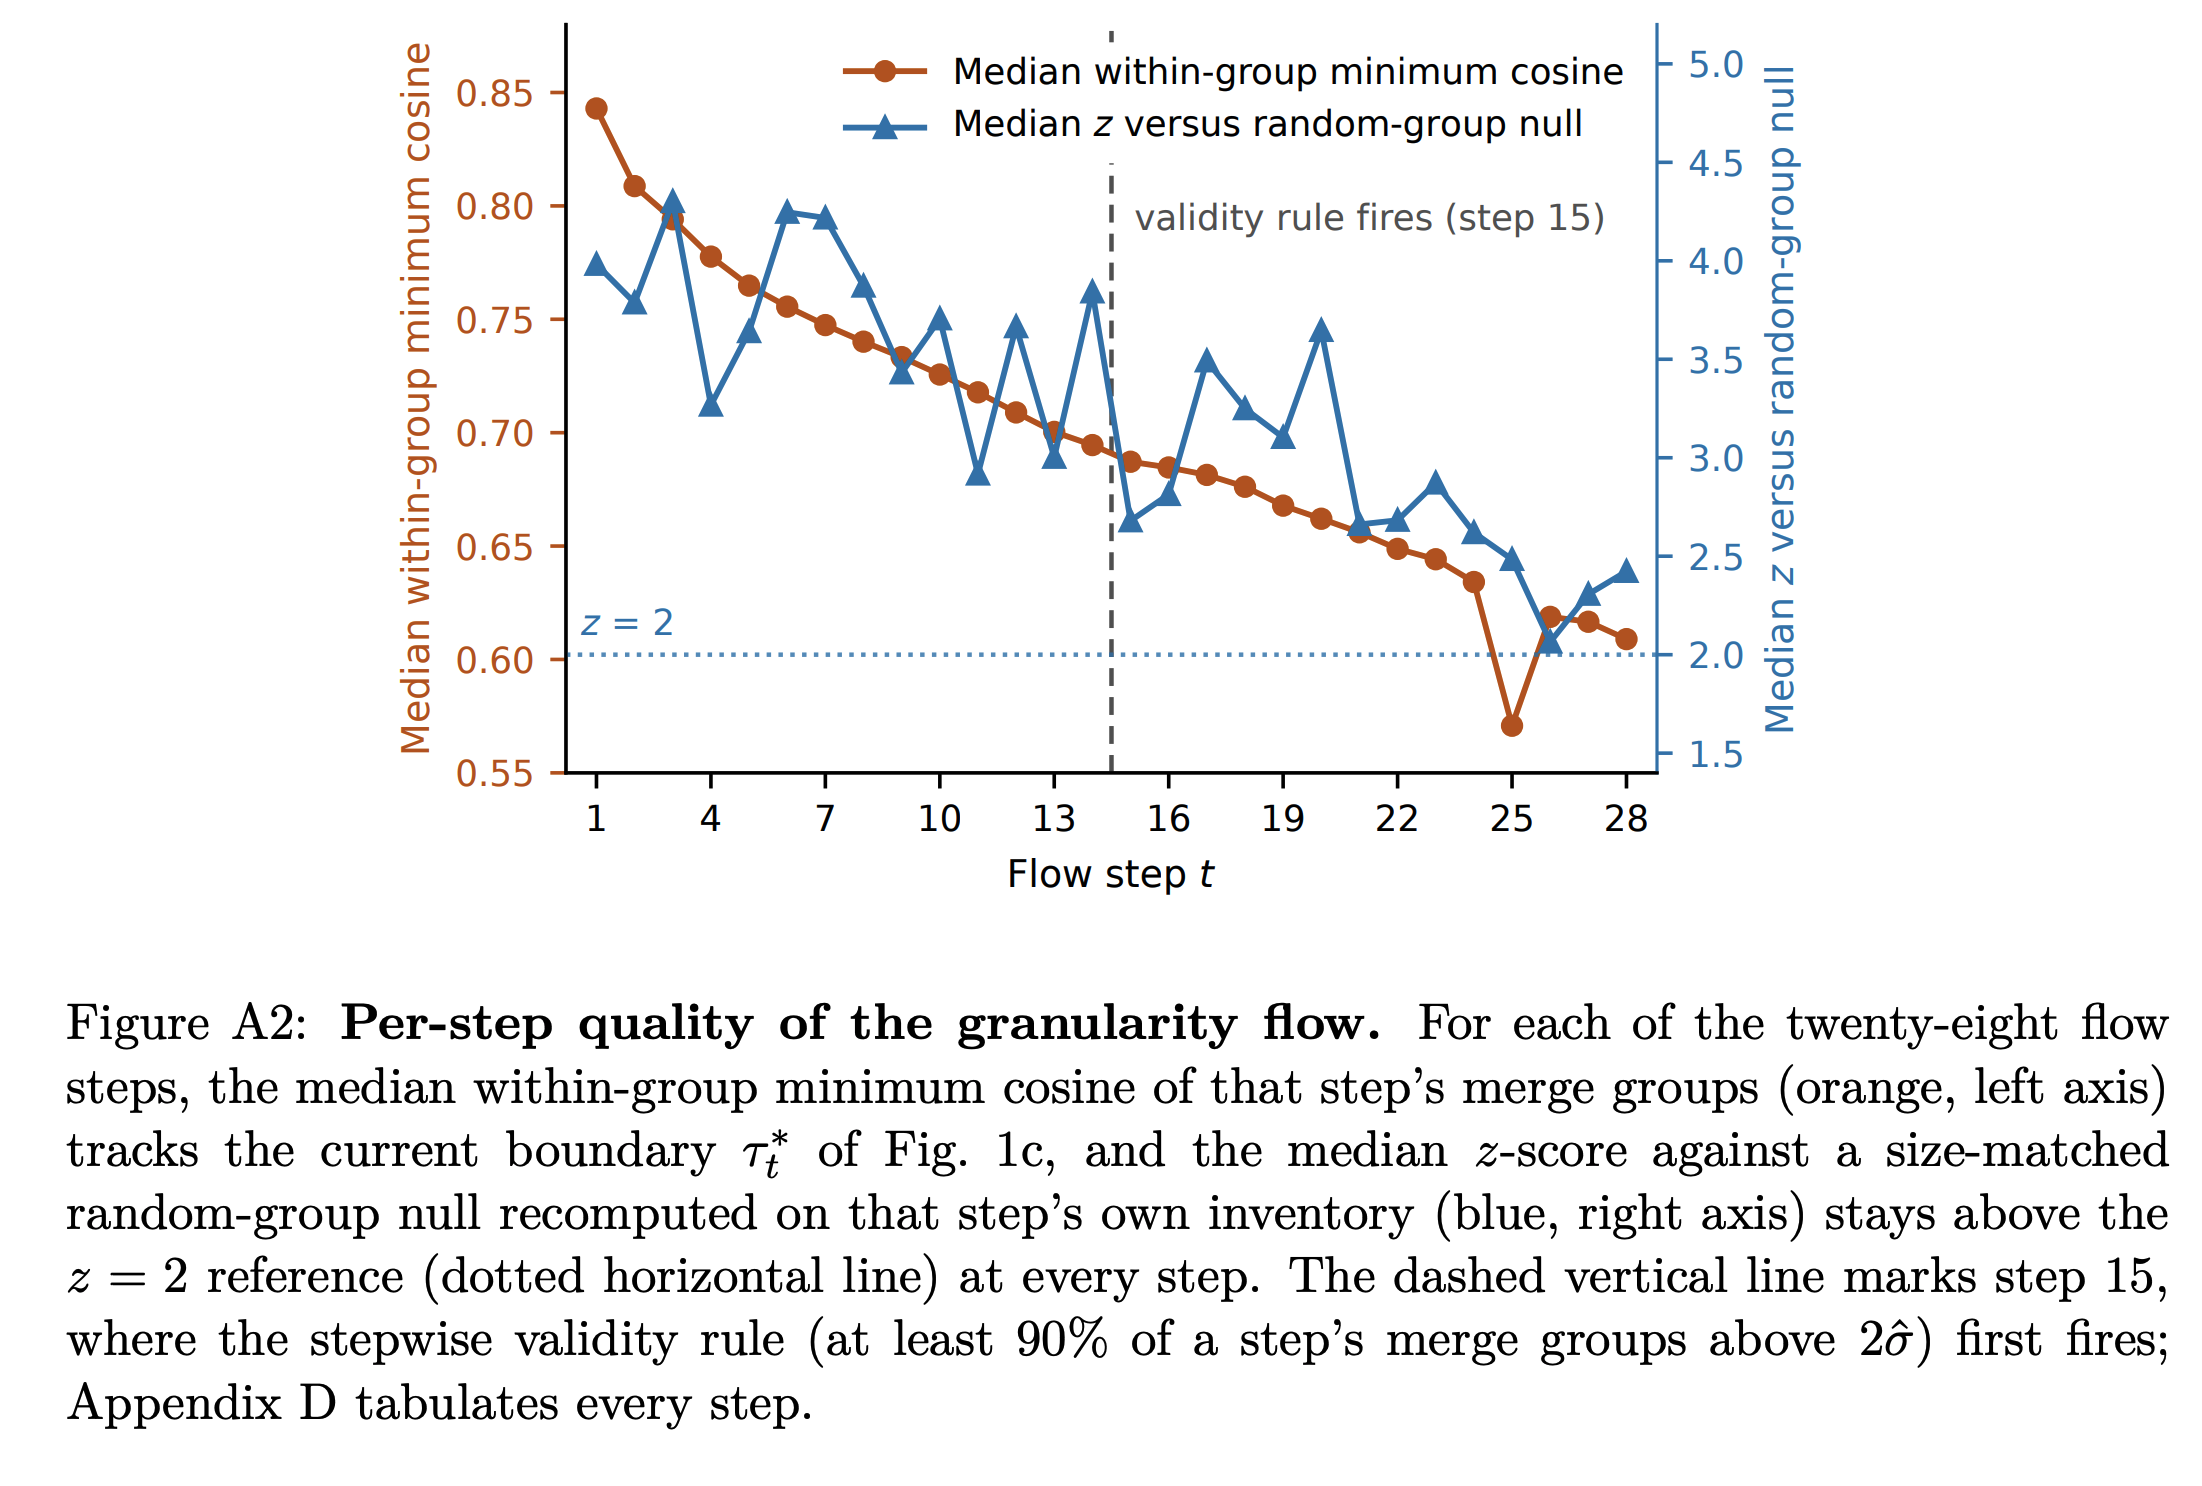 Median within-group minimum cosine
0.85
0.80
0.75
0.70
0.65
0.60
0.55
Median within-group minimum cosine
Median z versus random-group null
validity rule fires (step 15)
z = 2
5.0
4.5
4.0
3.5
3.0
2.5
2.0
1.5
Median z versus random-group null
1 4 7 10 13 16 19 22 25 28
Flow step t
Figure A2: Per-step quality of the granularity flow. For each of the twenty-eight flow
steps, the median within-group minimum cosine of that step's merge groups (orange, left axis)
tracks the current boundary τ*t of Fig. 1c, and the median z-score against a size-matched
random-group null recomputed on that step's own inventory (blue, right axis) stays above the
z = 2 reference (dotted horizontal line) at every step. The dashed vertical line marks step 15,
where the stepwise validity rule (at least 90% of a step's merge groups above 2σ̂) first fires;
Appendix D tabulates every step.